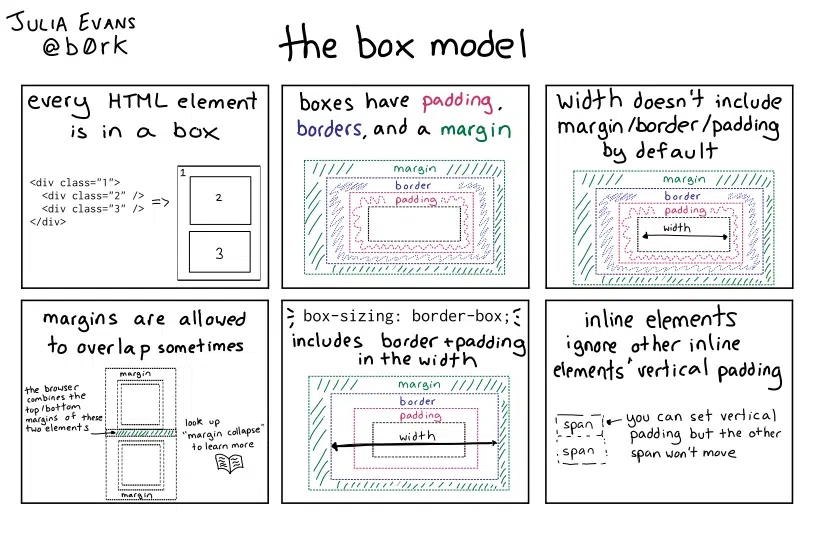 JULIA EVANS
@b0rk
the box model
every HTML element
is in a box
<div class="1">
<div class="2" />
<div class="3" />
</div>
=>
1
2
3
boxes have padding,
borders, and a margin
margin
border
padding
width doesn't include
margin/border/padding
by default
margin
border
padding
width
margins are allowed
to overlap sometimes
margin
the browser
combines the
top/bottom
margins of these
two elements
look up
"margin collapse"
to learn more
margin
box-sizing: border-box;
includes border+padding
in the width
margin
border
padding
width
inline elements
ignore other inline
elements' vertical padding
span
span
you can set vertical
padding but the other
span won't move